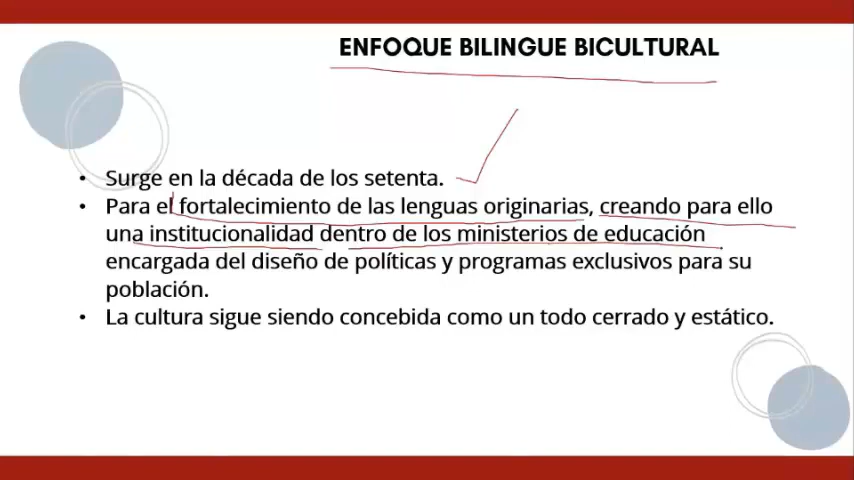 ENFOQUE BILINGUE BICULTURAL
• Surge en la década de los setenta.
• Para el fortalecimiento de las lenguas originarias, creando para ello
una institucionalidad dentro de los ministerios de educación
encargada del diseño de políticas y programas exclusivos para su
población.
• La cultura sigue siendo concebida como un todo cerrado y estático.